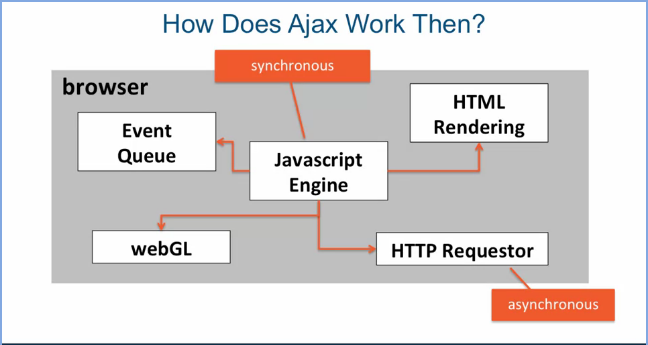 How Does Ajax Work Then?
synchronous
browser
HTML
Rendering
Event
Queue
Javascript
Engine
webGL
HTTP Requestor
asynchronous